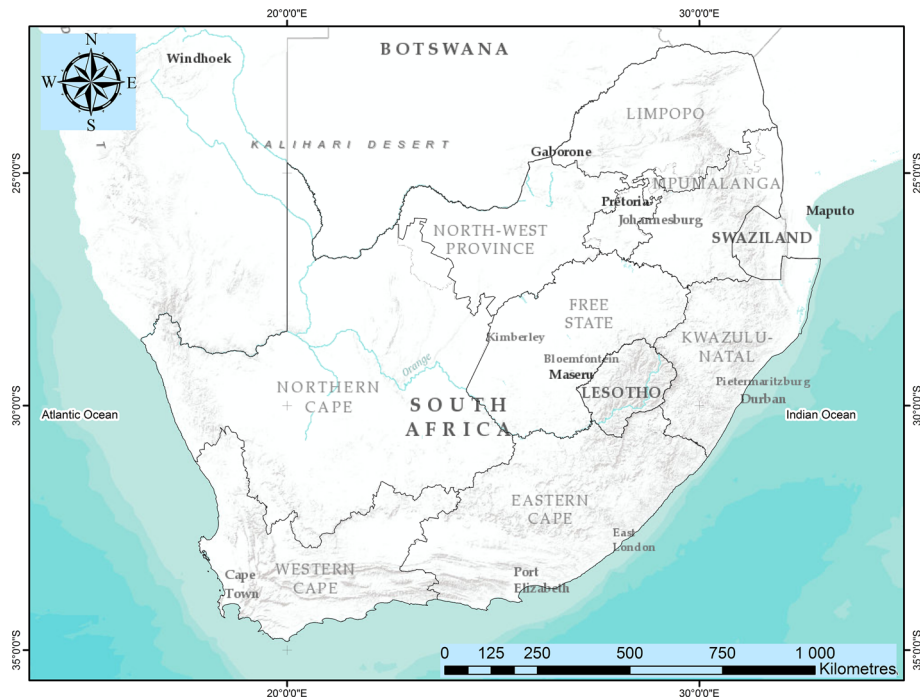 20°0'0"E
30°0'0"E
N
W
E
S
Windhoek
BOTSWANA
KALIHARI DESERT
T
LIMPOPO
Gaborone
25°0'0"S
25°0'0"S
MPUMALANGA
Pretoria
Johannesburg
Maputo
NORTH-WEST
PROVINCE
SWAZILAND
FREE
STATE
Kimberley
KWAZULU-
NATAL
Bloemfontein
Orange
Maseru
Pietermaritzburg
NORTHERN
CAPE
LESOTHO
Durban
30°0'0"S
30°0'0"S
SOUTH
AFRICA
Atlantic Ocean
Indian Ocean
EASTERN
CAPE
East
London
Cape
Town
WESTERN
CAPE
Port
Elizabeth
35°0'0"S
35°0'0"S
0 125 250 500 750 1 000
Kilometres
20°0'0"E
30°0'0"E